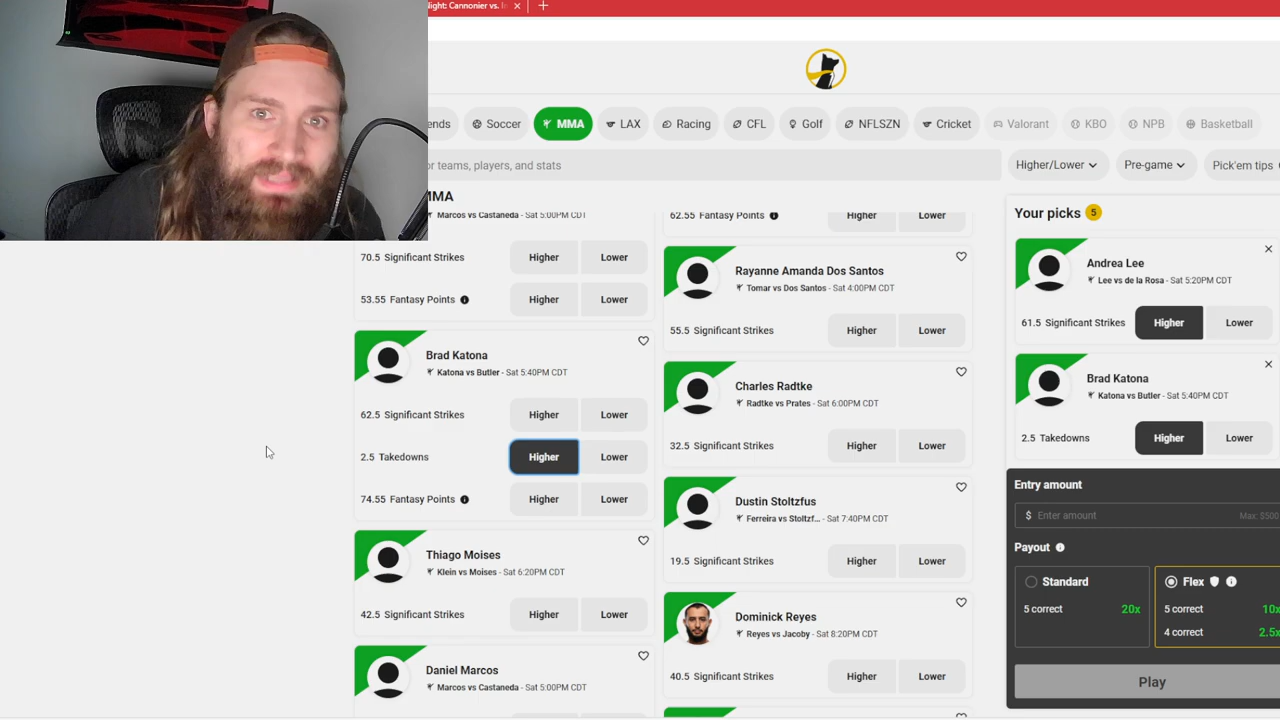 light: Cannonier vs. I
ends
Soccer
MMA
LAX
Racing
CFL
Golf
NFLSZN
Cricket
Valorant
KBO
NPB
Basketball
or teams, players, and stats
Higher/Lower
Pre-game
Pick'em tips
MMA
Marcos vs Castaneda - Sat 5:00PM CDT
70.5 Significant Strikes
Higher
Lower
53.55 Fantasy Points
Higher
Lower
Brad Katona
Katona vs Butler - Sat 5:40PM CDT
62.5 Significant Strikes
Higher
Lower
2.5 Takedowns
Higher
Lower
74.55 Fantasy Points
Higher
Lower
Thiago Moises
Klein vs Moises - Sat 6:20PM CDT
42.5 Significant Strikes
Higher
Lower
Daniel Marcos
Marcos vs Castaneda - Sat 5:00PM CDT
62.55 Fantasy Points
Higher
Lower
Rayanne Amanda Dos Santos
Tomar vs Dos Santos - Sat 4:00PM CDT
55.5 Significant Strikes
Higher
Lower
Charles Radtke
Radtke vs Prates - Sat 6:00PM CDT
32.5 Significant Strikes
Higher
Lower
Dustin Stoltzfus
Ferreira vs Stoltzf... - Sat 7:40PM CDT
19.5 Significant Strikes
Higher
Lower
Dominick Reyes
Reyes vs Jacoby - Sat 8:20PM CDT
40.5 Significant Strikes
Higher
Lower
Your picks 5
Andrea Lee
Lee vs de la Rosa - Sat 5:20PM CDT
61.5 Significant Strikes
Higher
Lower
Brad Katona
Katona vs Butler - Sat 5:40PM CDT
2.5 Takedowns
Higher
Lower
Entry amount
$ Enter amount
Max: $500
Payout
Standard
5 correct 20x
Flex
5 correct 10x
4 correct 2.5x
Play